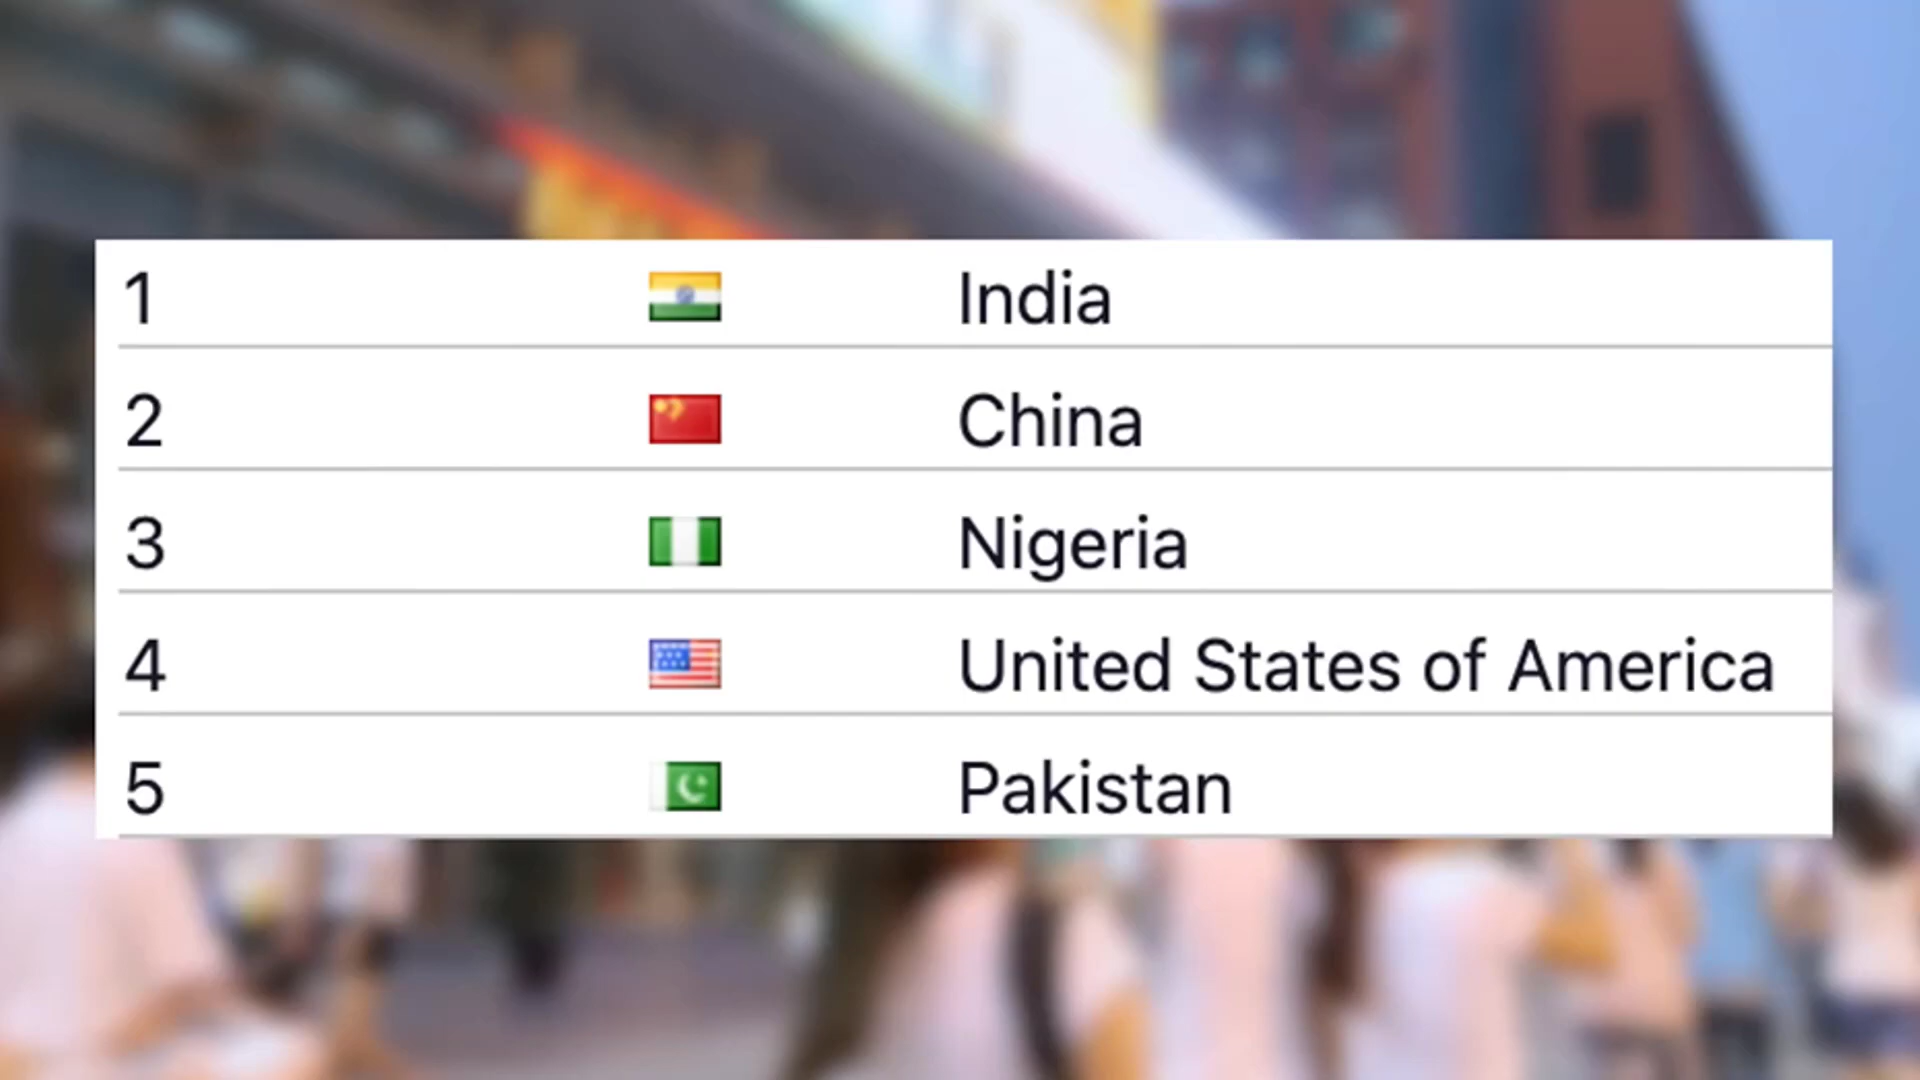 1 India
2 China
3 Nigeria
4 United States of America
5 Pakistan